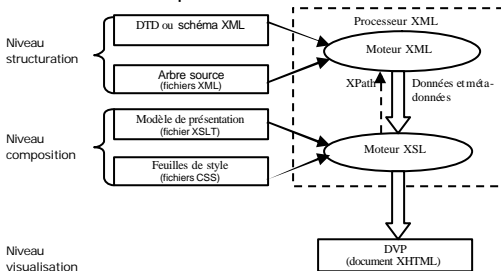 DTD ou schéma XML
Processeur XML
Niveau
structuration
Moteur XML
Arbre source
(fichiers XML)
XPath
Données et méta-
données
Modèle de présentation
(fichier XSLT)
Niveau
composition
Moteur XSL
Feuilles de style
(fichiers CSS)
Niveau
visualisation
DVP
(document XHTML)